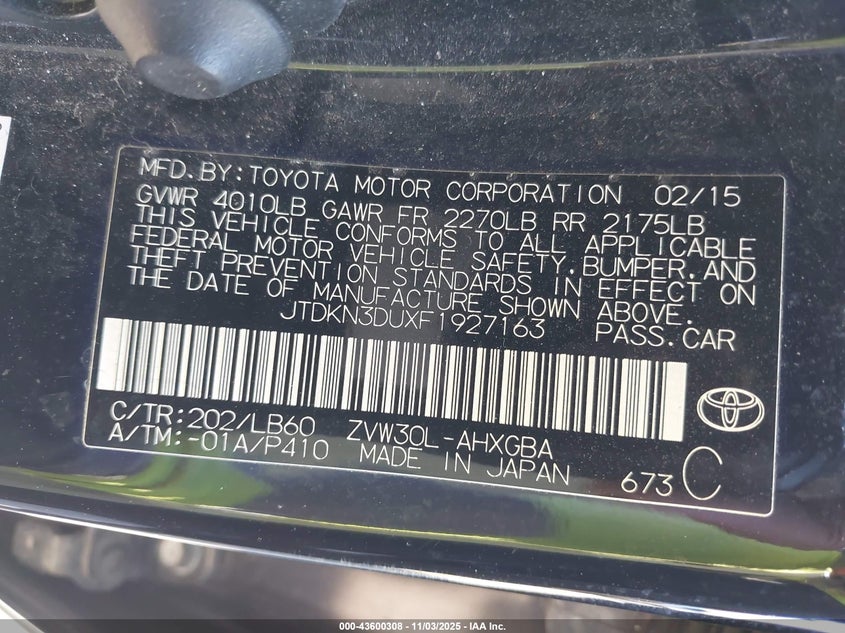 MFD.BY:TOYOTA MOTOR CORPORATION 02/15
GVWR 4010LB GAWR FR 2270LB RR 2175LB
THIS VEHICLE CONFORMS TO ALL APPLICABLE
FEDERAL MOTOR VEHICLE SAFETY,BUMPER,AND
THEFT PREVENTION STANDARDS IN EFFECT ON
THE DATE OF MANUFACTURE SHOWN ABOVE.
JTDKN3DUXF1927163 PASS.CAR
C/TR:202/LB60 ZVW30L-AHXGBA
A/TM:-01A/P410 MADE IN JAPAN 673 C
000-43600308 - 11/03/2025 - IAA Inc.